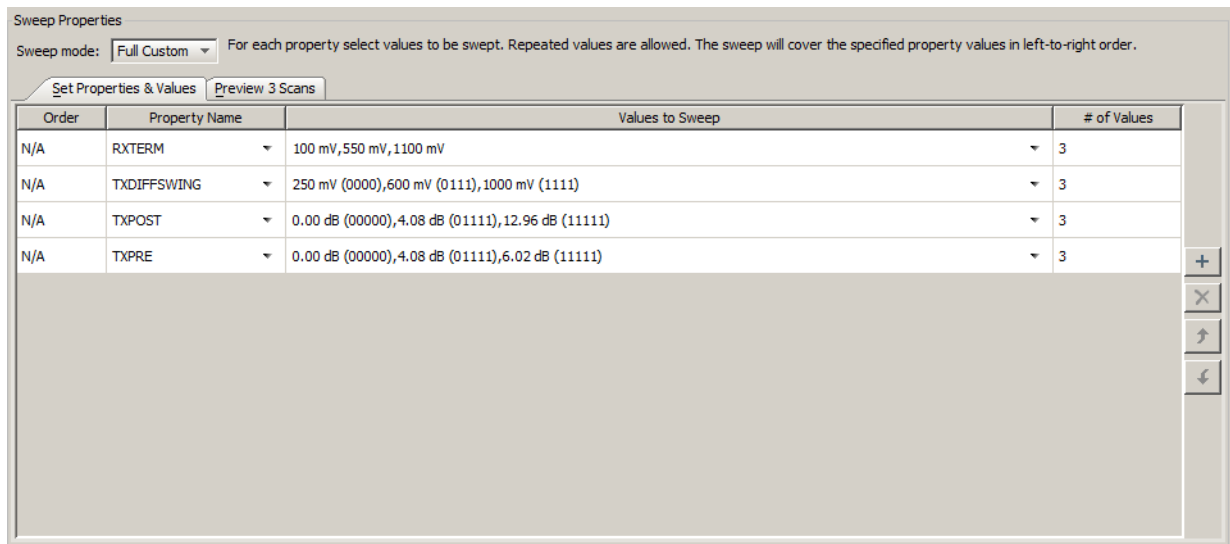 Sweep Properties
Sweep mode: Full Custom For each property select values to be swept. Repeated values are allowed. The sweep will cover the specified property values in left-to-right order.
Set Properties & Values Preview 3 Scans
Order Property Name Values to Sweep # of Values
N/A RXTERM 100 mV,550 mV,1100 mV 3
N/A TXDIFFSWING 250 mV (0000),600 mV (0111),1000 mV (1111) 3
N/A TXPOST 0.00 dB (00000),4.08 dB (01111),12.96 dB (11111) 3
N/A TXPRE 0.00 dB (00000),4.08 dB (01111),6.02 dB (11111) 3